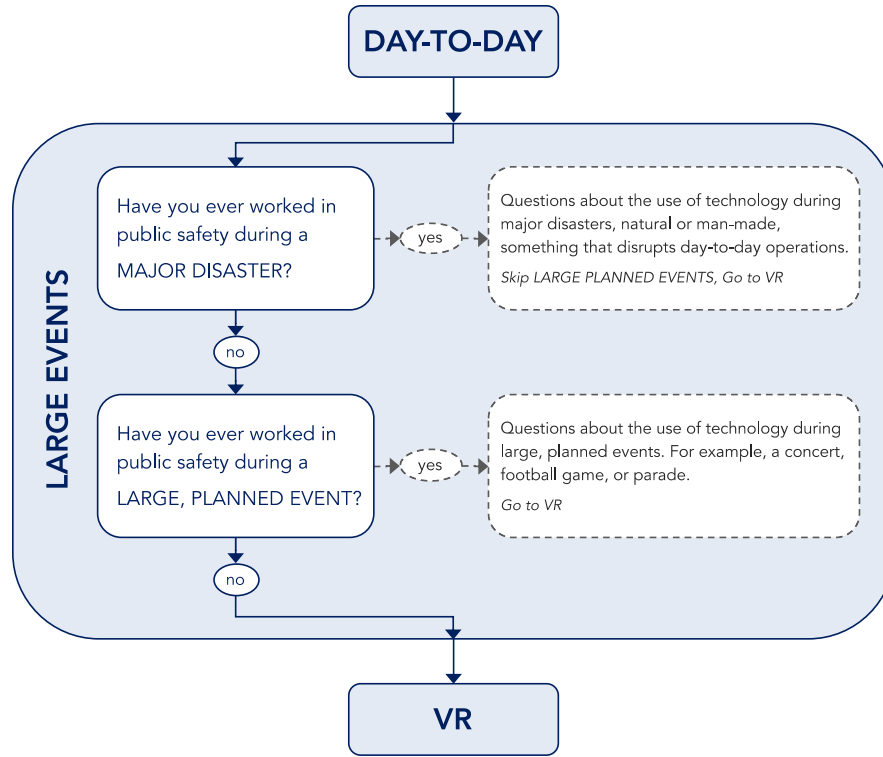 DAY-TO-DAY
LARGE EVENTS
Have you ever worked in
public safety during a
MAJOR DISASTER?
yes
Questions about the use of technology during
major disasters, natural or man-made,
something that disrupts day-to-day operations.
Skip LARGE PLANNED EVENTS, Go to VR
no
Have you ever worked in
public safety during a
LARGE, PLANNED EVENT?
yes
Questions about the use of technology during
large, planned events. For example, a concert,
football game, or parade.
Go to VR
no
VR